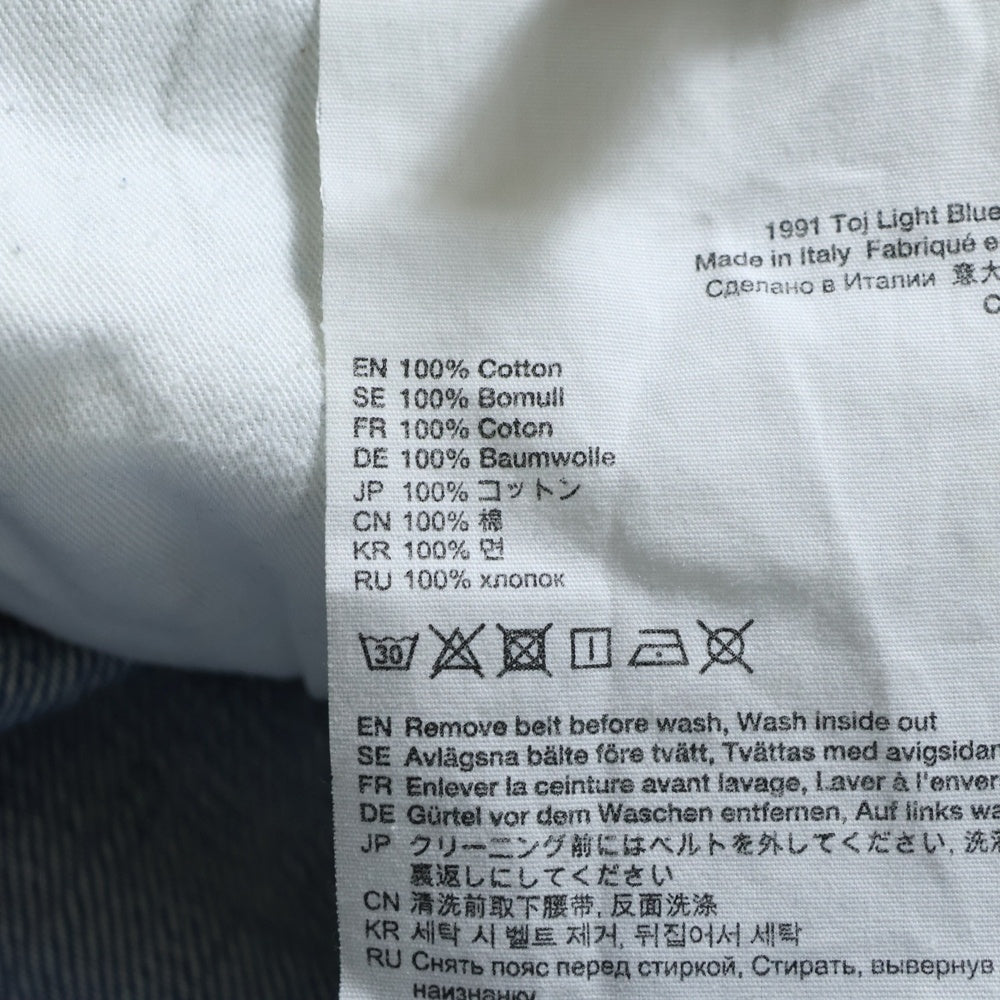 1991 Toj Light Blue
Made in Italy Fabriqué e
Сделано в Италии 意大
C
EN 100% Cotton
SE 100% Bomull
FR 100% Coton
DE 100% Baumwolle
JP 100% コットン
CN 100% 棉
KR 100% 면
RU 100% хлопок
30
EN Remove belt before wash, Wash inside out
SE Avlägsna bälte före tvätt, Tvättas med avigsidan
FR Enlever la ceinture avant lavage, Laver à l'enver
DE Gürtel vor dem Waschen entfernen, Auf links wa
JP クリーニング前にはベルトを外してください, 洗濯
裏返しにしてください
CN 清洗前取下腰带, 反面洗涤
KR 세탁 시 벨트 제거, 뒤집어서 세탁
RU Снять пояс перед стиркой, Стирать, вывернув
наизнанку